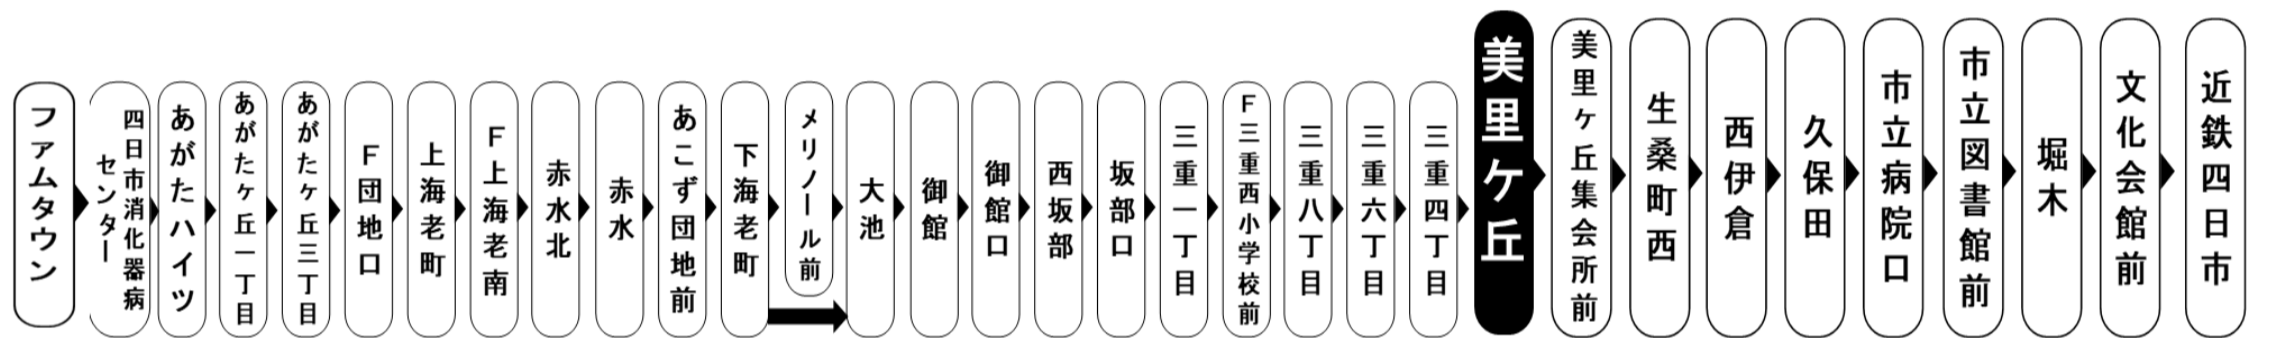 ファムタウン
四日市消化器病
センター
あがたハイツ
あがたヶ丘一丁目
あがたヶ丘三丁目
F団地口
上海老町
F上海老南
赤水北
赤水
あこず団地前
下海老町
メリノール前
大池
御館
御館口
西坂部
坂部口
三重一丁目
F三重西小学校前
三重八丁目
三重六丁目
三重四丁目
美里ケ丘
美里ヶ丘集会所前
生桑町西
西伊倉
久保田
市立病院口
市立図書館前
堀木
文化会館前
近鉄四日市